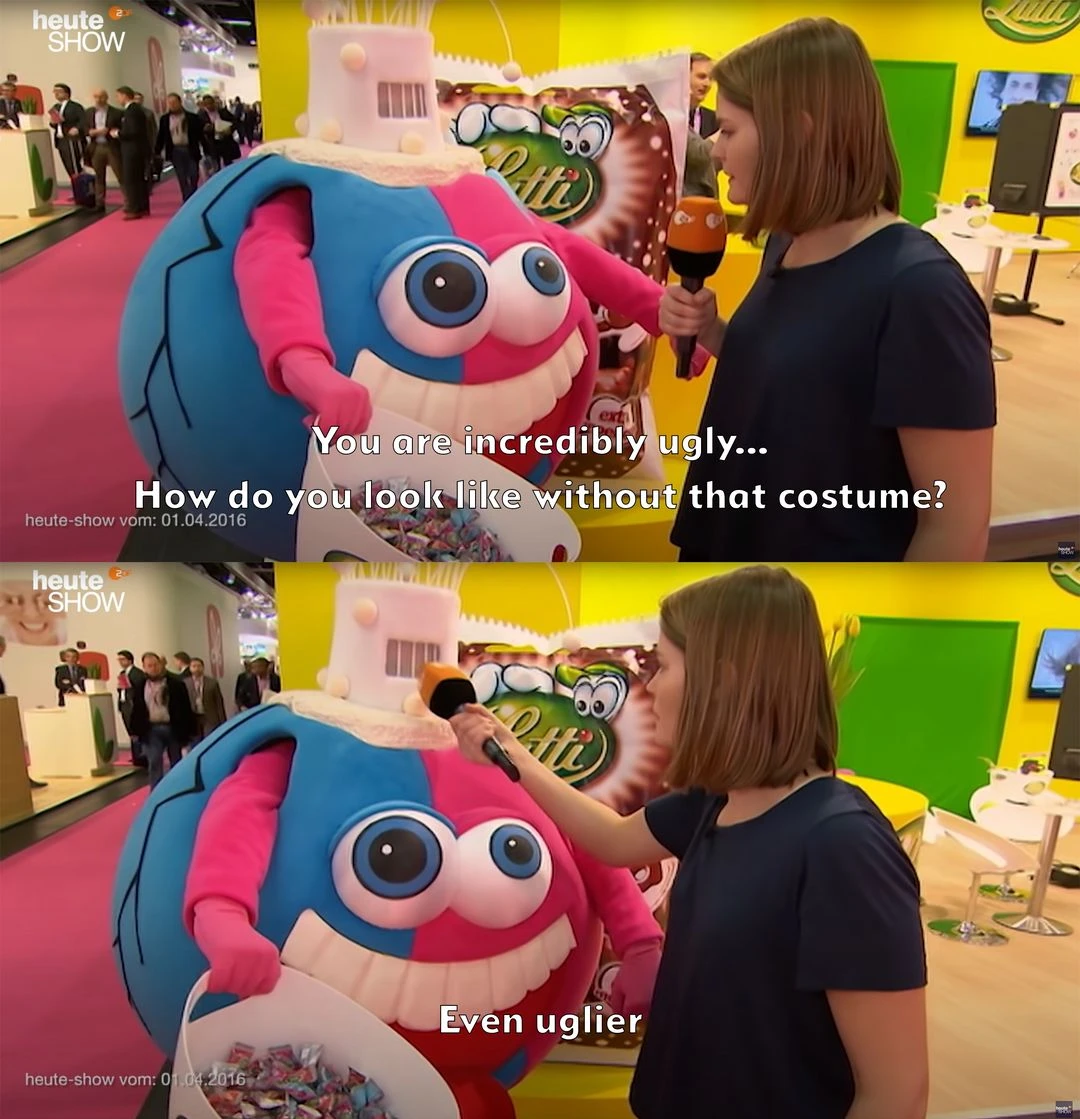 heute
SHOW
Lutti
Lutti
You are incredibly ugly...
How do you look like without that costume?
heute-show vom: 01.04.2016
heute
SHOW
Lutti
Even uglier
heute-show vom: 01.04.2016